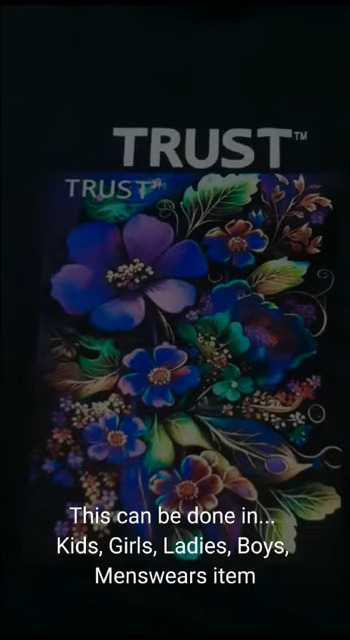 TRUST™
TRUST™
This can be done in...
Kids, Girls, Ladies, Boys,
Menswears item